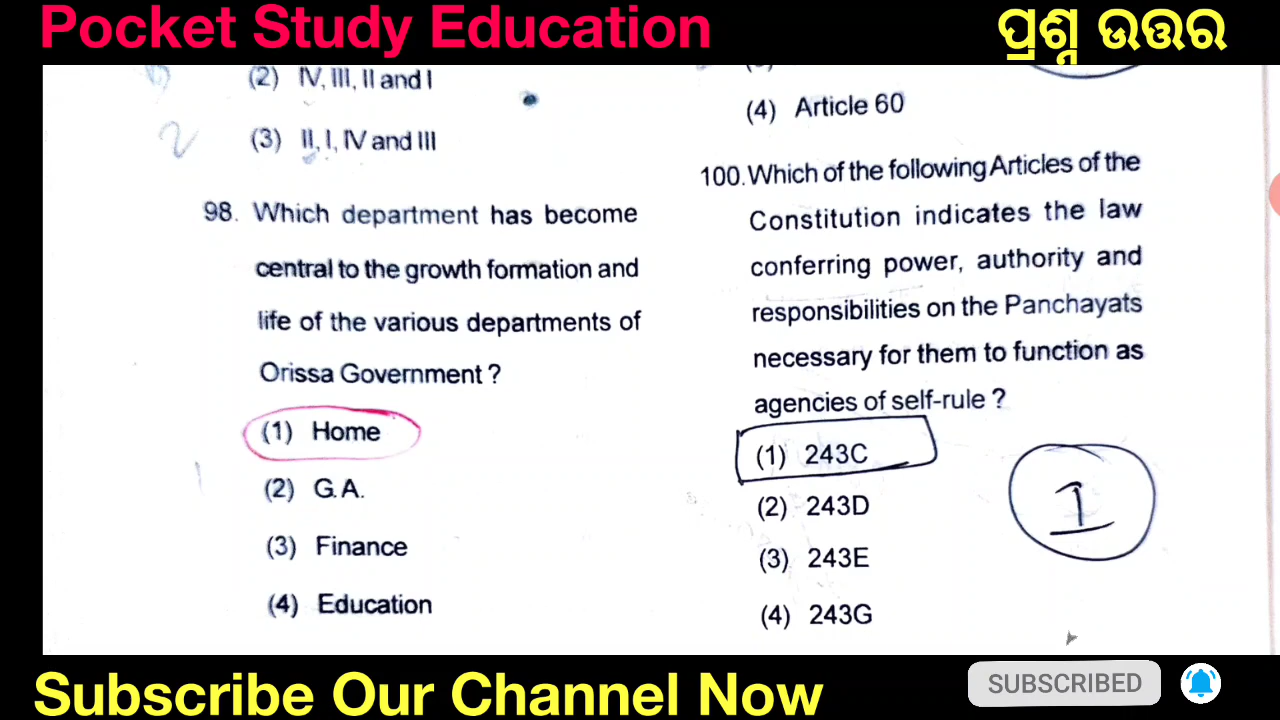 Pocket Study Education
ପ୍ରଶ୍ନ ଉତ୍ତର
(2) IV, III, II and I
2
(3) II, I, IV and III
98. Which department has become
central to the growth formation and
life of the various departments of
Orissa Government ?
(1) Home
(2) G.A.
(3) Finance
(4) Education
(4) Article 60
100. Which of the following Articles of the
Constitution indicates the law
conferring power, authority and
responsibilities on the Panchayats
necessary for them to function as
agencies of self-rule ?
(1) 243C
(2) 243D
(3) 243E
(4) 243G
1
Subscribe Our Channel Now
SUBSCRIBED